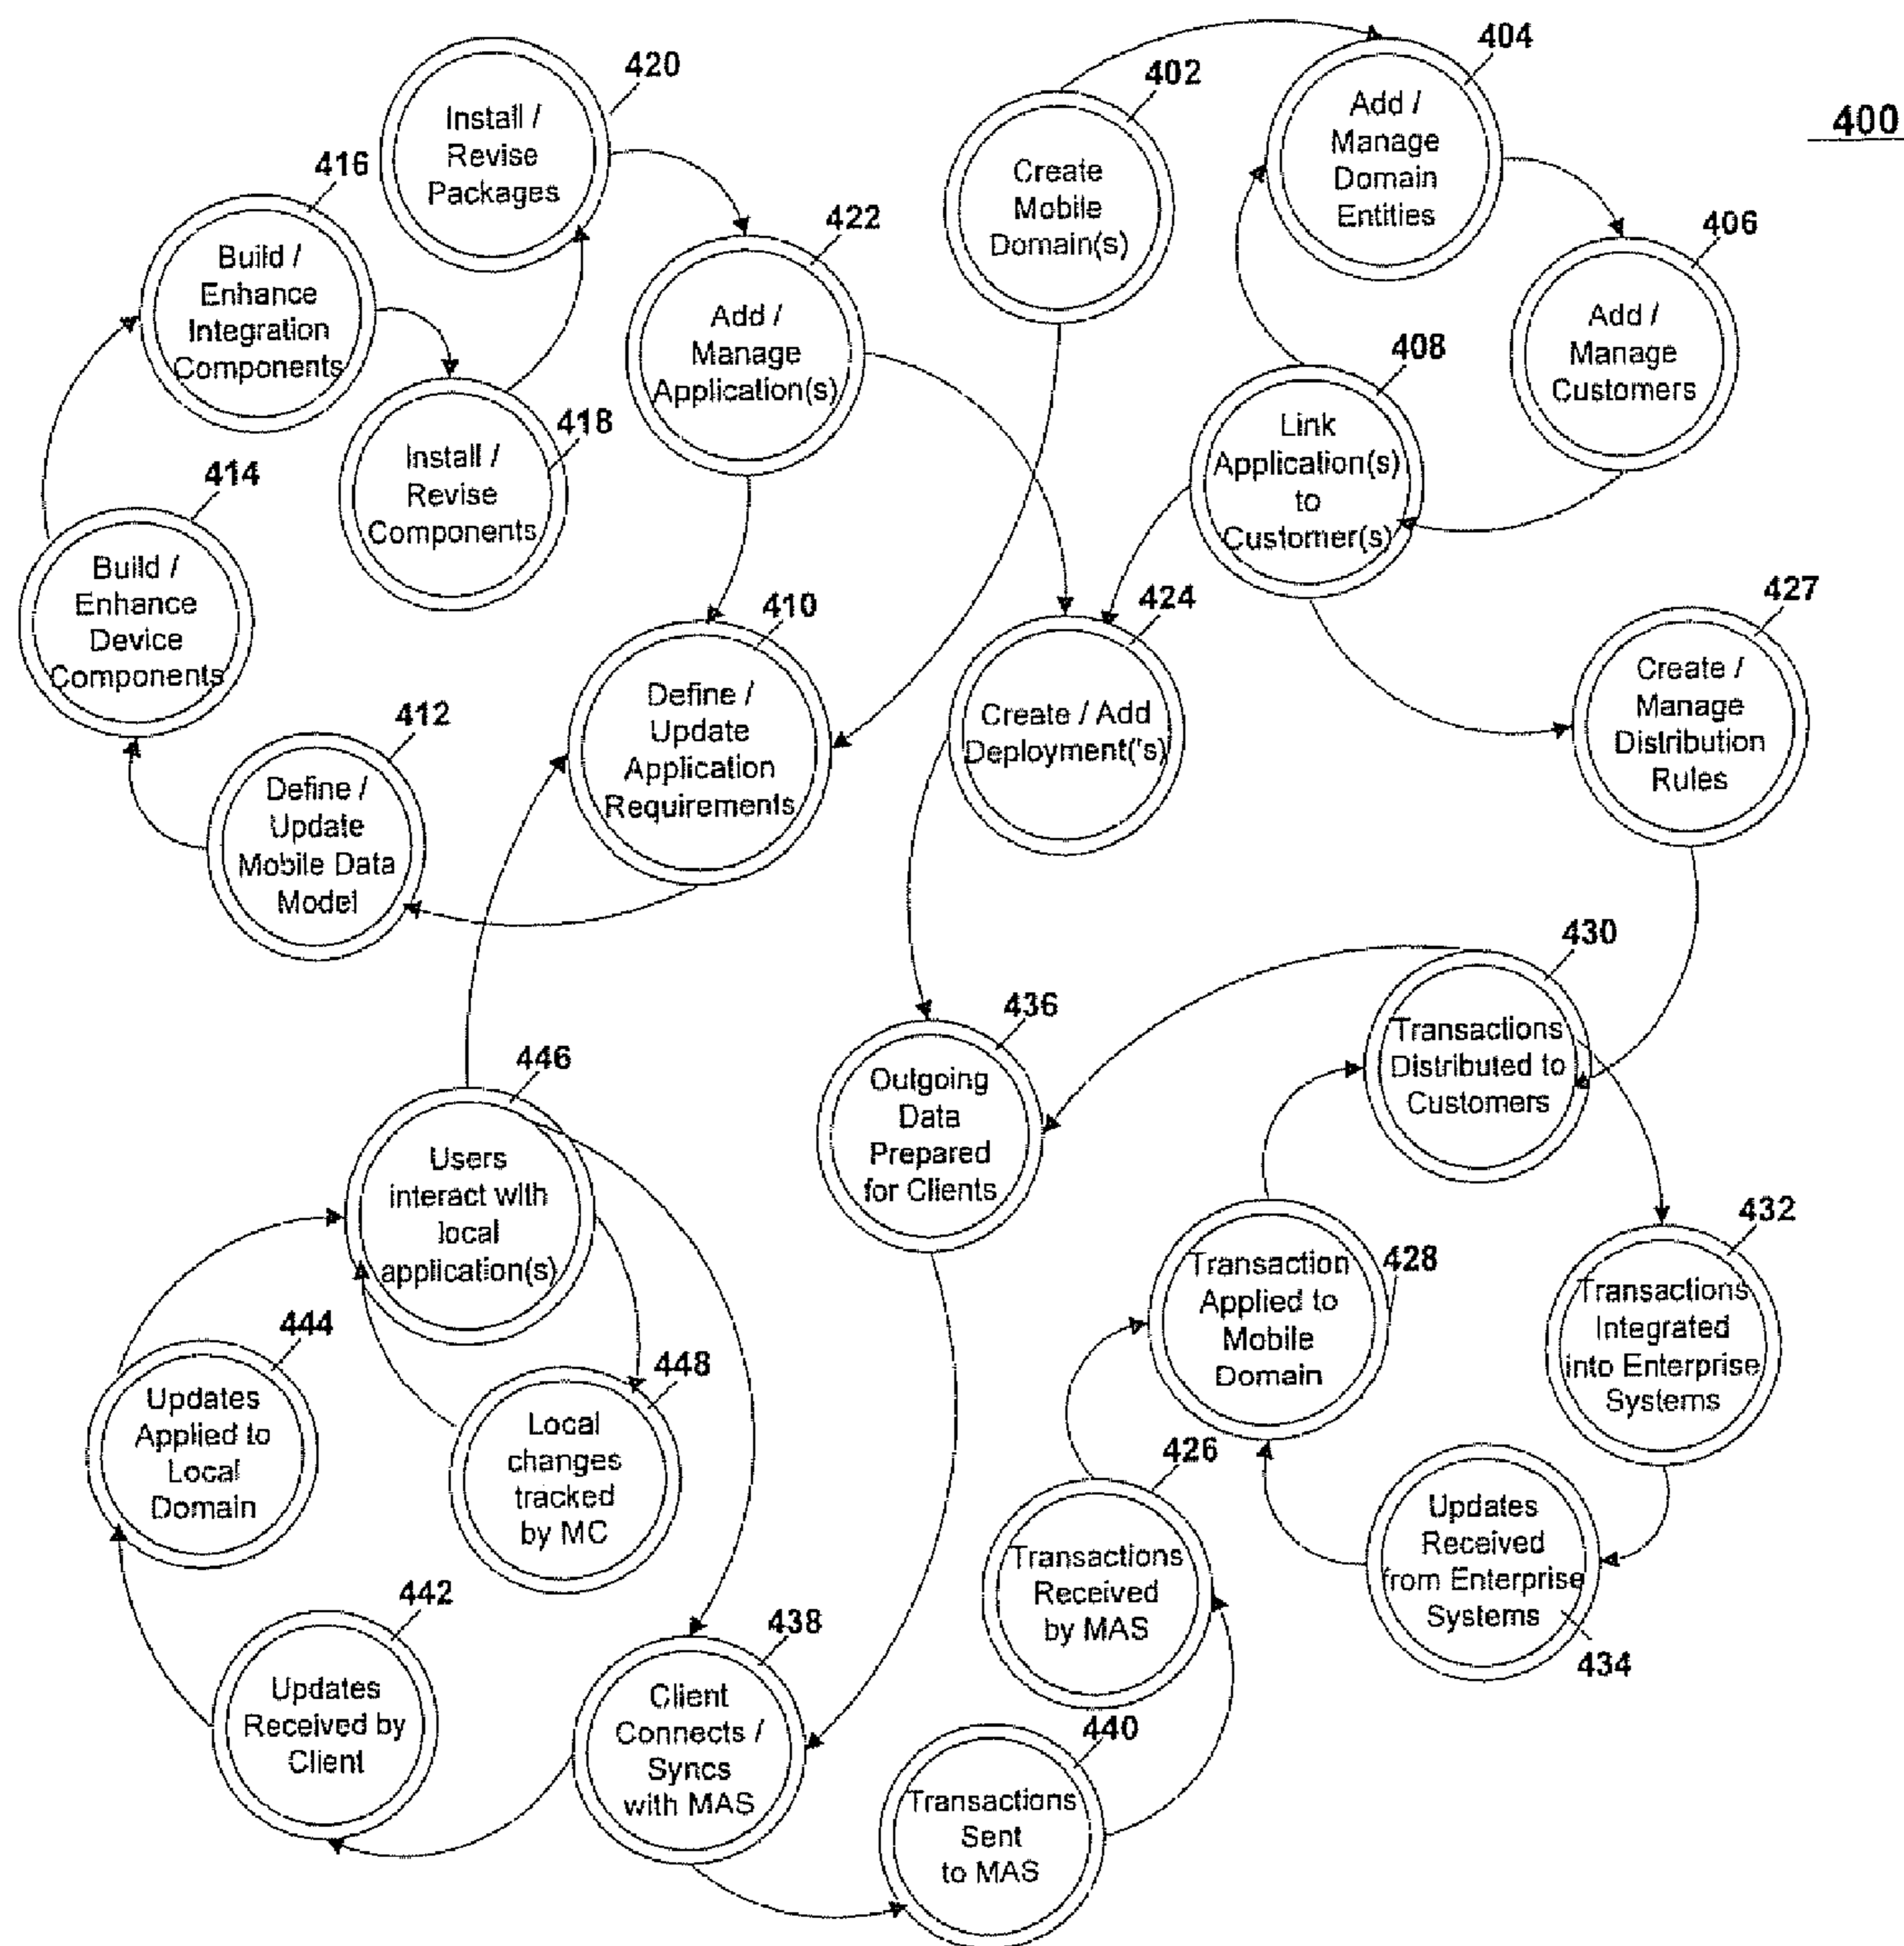 400
402
Create
Mobile
Domain(s)
404
Add /
Manage
Domain
Entities
406
Add /
Manage
Customers
408
Link
Application(s)
to
Customer(s)
420
Install /
Revise
Packages
416
Build /
Enhance
Integration
Components
422
Add /
Manage
Application(s)
418
Install /
Revise
Components
414
Build /
Enhance
Device
Components
412
Define /
Update
Mobile Data
Model
410
Define /
Update
Application
Requirements
424
Create / Add
Deployment('s)
427
Create /
Manage
Distribution
Rules
430
Transactions
Distributed to
Customers
436
Outgoing
Data
Prepared
for Clients
446
Users
interact with
local
application(s)
432
Transactions
Integrated
into Enterprise
Systems
428
Transaction
Applied to
Mobile
Domain
444
Updates
Applied to
Local
Domain
448
Local
changes
tracked
by MC
426
Transactions
Received
by MAS
Updates
Received
from Enterprise
Systems
434
442
Updates
Received by
Client
438
Client
Connects /
Syncs
with MAS
440
Transactions
Sent
to MAS